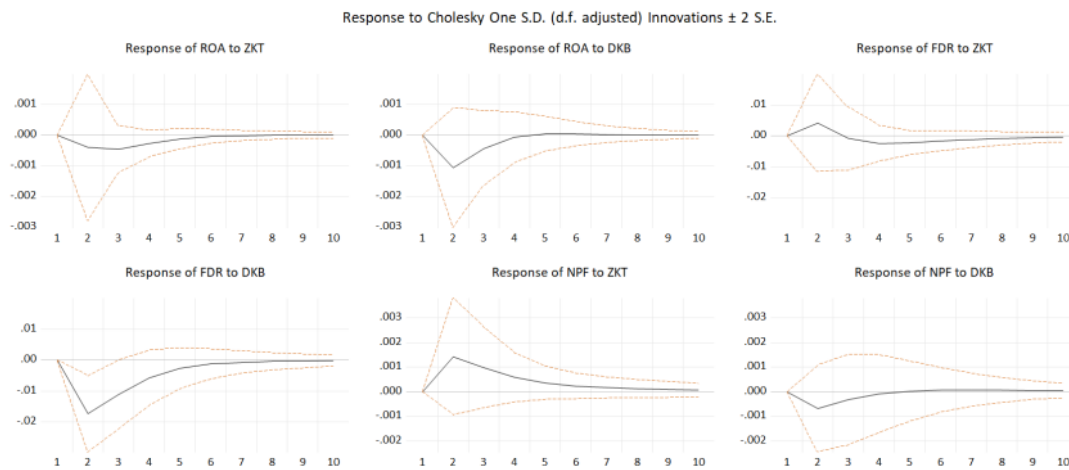 Response to Cholesky One S.D. (d.f. adjusted) Innovations ± 2 S.E.
Response of ROA to ZKT
.001
.000
-.001
-.002
-.003
1 2 3 4 5 6 7 8 9 10
Response of ROA to DKB
.001
.000
-.001
-.002
-.003
1 2 3 4 5 6 7 8 9 10
Response of FDR to ZKT
.01
.00
-.01
-.02
1 2 3 4 5 6 7 8 9 10
Response of FDR to DKB
.01
.00
-.01
-.02
1 2 3 4 5 6 7 8 9 10
Response of NPF to ZKT
.003
.002
.001
.000
-.001
-.002
1 2 3 4 5 6 7 8 9 10
Response of NPF to DKB
.003
.002
.001
.000
-.001
-.002
1 2 3 4 5 6 7 8 9 10